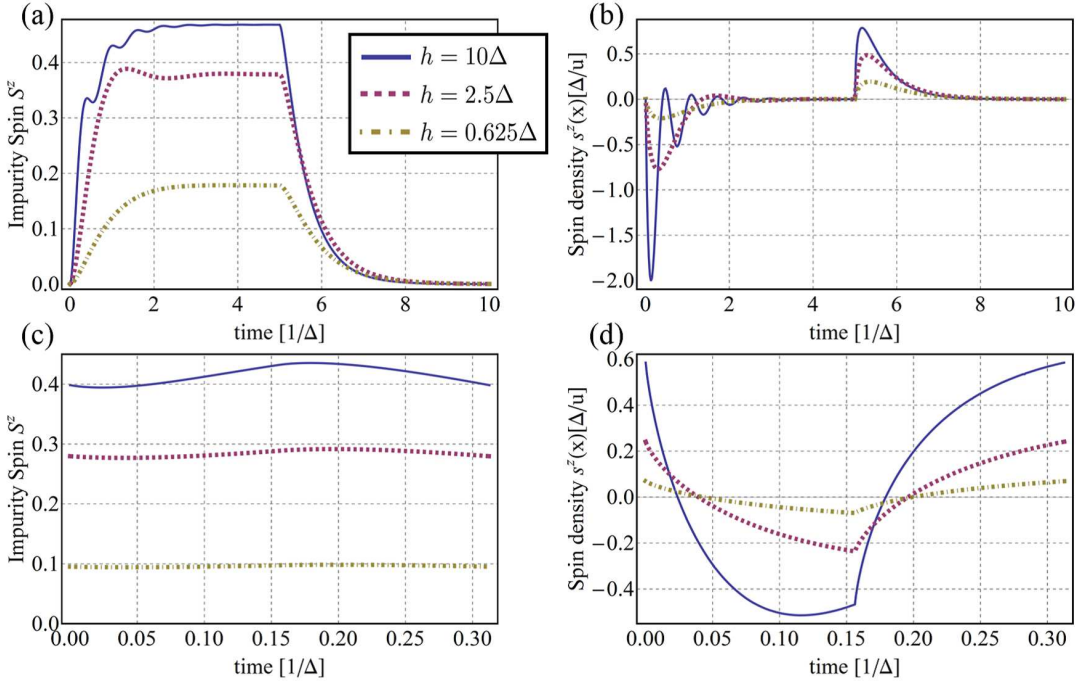 (a)
Impurity Spin S^z
0.4
0.3
0.2
0.1
0.0
0 2 4 6 8 10
time [1/Δ]
h = 10Δ
h = 2.5Δ
h = 0.625Δ
(b)
Spin density s^z(x)[Δ/u]
0.5
0.0
−0.5
−1.0
−1.5
−2.0
0 2 4 6 8 10
time [1/Δ]
(c)
Impurity Spin S^z
0.4
0.3
0.2
0.1
0.0
0.00 0.05 0.10 0.15 0.20 0.25 0.30
time [1/Δ]
(d)
Spin density s^z(x)[Δ/u]
0.6
0.4
0.2
0.0
−0.2
−0.4
0.00 0.05 0.10 0.15 0.20 0.25 0.30
time [1/Δ]